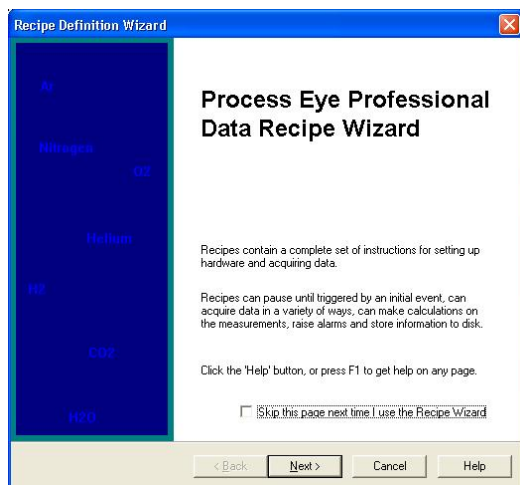 Recipe Definition Wizard
Ar
Nitrogen
O2
Helium
H2
CO2
H2O
Process Eye Professional
Data Recipe Wizard
Recipes contain a complete set of instructions for setting up
hardware and acquiring data.
Recipes can pause until triggered by an initial event, can
acquire data in a variety of ways, can make calculations on
the measurements, raise alarms and store information to disk.
Click the 'Help' button, or press F1 to get help on any page.
Skip this page next time I use the Recipe Wizard
< Back Next > Cancel Help